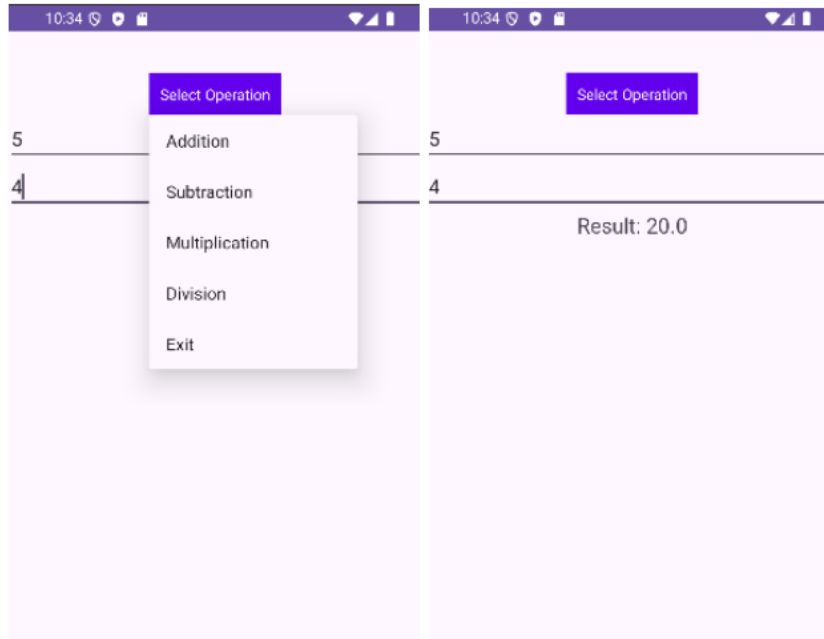 10:34
Select Operation
5
4
Addition
Subtraction
Multiplication
Division
Exit
10:34
Select Operation
5
4
Result: 20.0